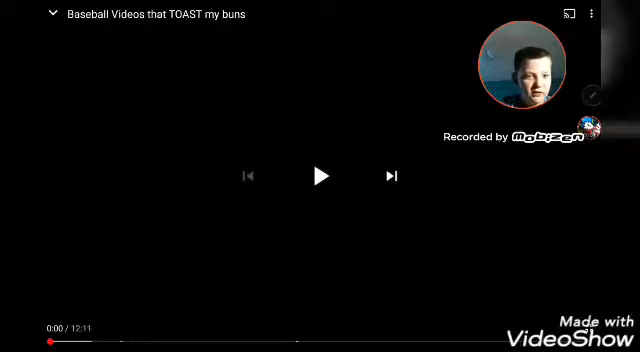 Baseball Videos that TOAST my buns
Recorded by mobizen
0:00 / 12:11
Made with
VideoShow